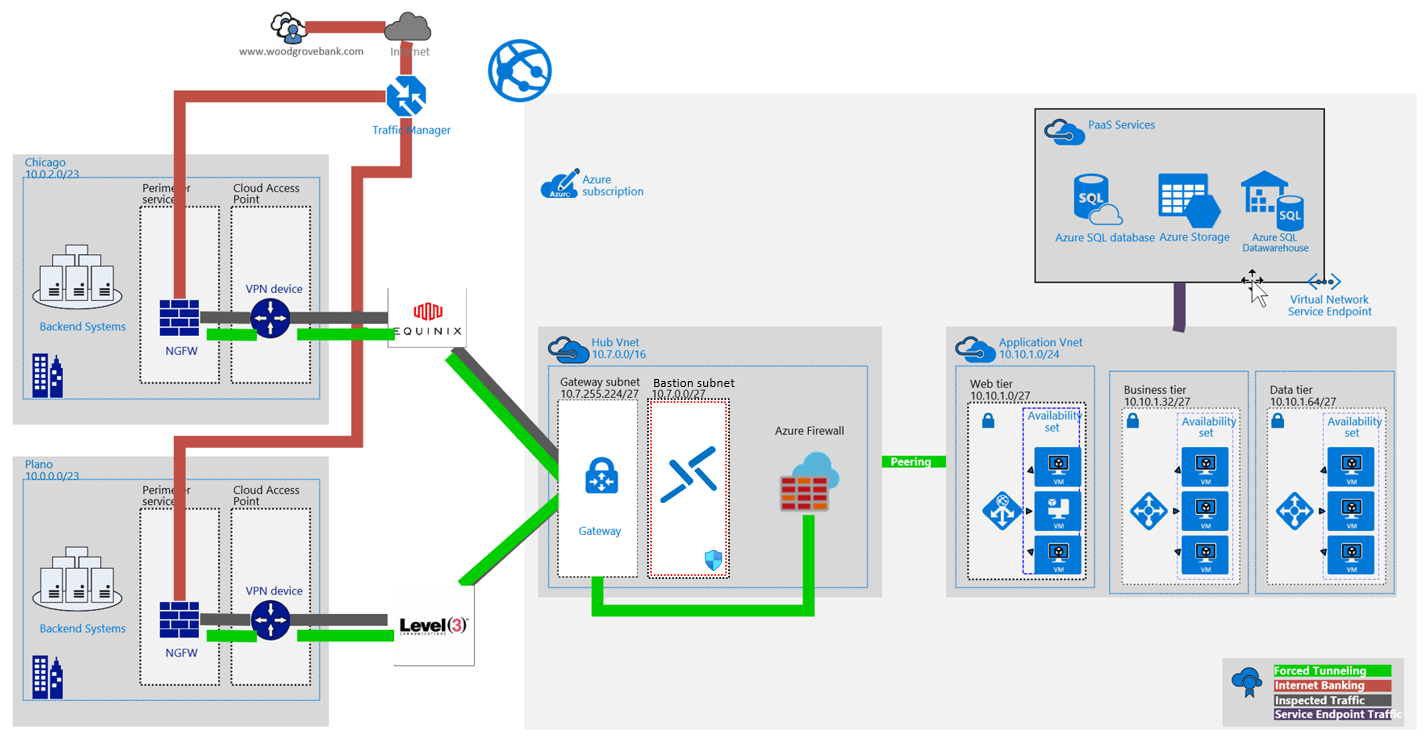 www.woodgrovebank.com
Internet
Traffic Manager
Chicago
10.0.2.0/23
Perimeter
services
Cloud Access
Point
Backend Systems
NGFW
VPN device
EQUINIX
Plano
10.0.0.0/23
Perimeter
services
Cloud Access
Point
Backend Systems
NGFW
VPN device
Level(3)
COMMUNICATIONS
Azure
Azure
subscription
PaaS Services
SQL
Azure SQL database
Azure Storage
SQL
Azure SQL
Datawarehouse
Virtual Network
Service Endpoint
Hub Vnet
10.7.0.0/16
Gateway subnet
10.7.255.224/27
Gateway
Bastion subnet
10.7.0.0/27
Azure Firewall
Peering
Application Vnet
10.10.1.0/24
Web tier
10.10.1.0/27
Availability
set
VM
VM
VM
Business tier
10.10.1.32/27
Availability
set
VM
VM
VM
Data tier
10.10.1.64/27
Availability
set
VM
VM
VM
Forced Tunneling
Internet Banking
Inspected Traffic
Service Endpoint Traffic